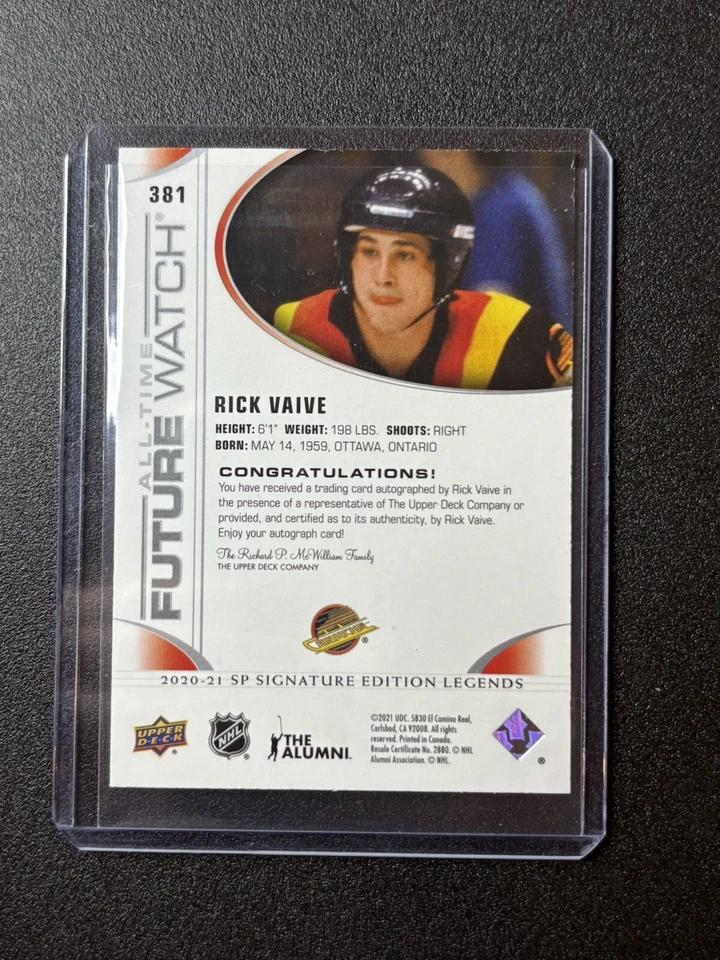 381
ALL-TIME
FUTURE WATCH®
RICK VAIVE
HEIGHT: 6'1" WEIGHT: 198 LBS. SHOOTS: RIGHT
BORN: MAY 14, 1959, OTTAWA, ONTARIO
CONGRATULATIONS!
You have received a trading card autographed by Rick Vaive in
the presence of a representative of The Upper Deck Company or
provided, and certified as to its authenticity, by Rick Vaive.
Enjoy your autograph card!
The Richard P. McWilliam Family
THE UPPER DECK COMPANY
CANUCKS ®
2020-21 SP SIGNATURE EDITION LEGENDS
UPPER
DECK ®
NHL ®
THE
ALUMNI™
©2021 UDC. 5830 El Camino Real,
Carlsbad, CA 92008. All rights
reserved. Printed in Canada.
Resale Certificate No. 2880. © NHL
Alumni Association. © NHL.
®